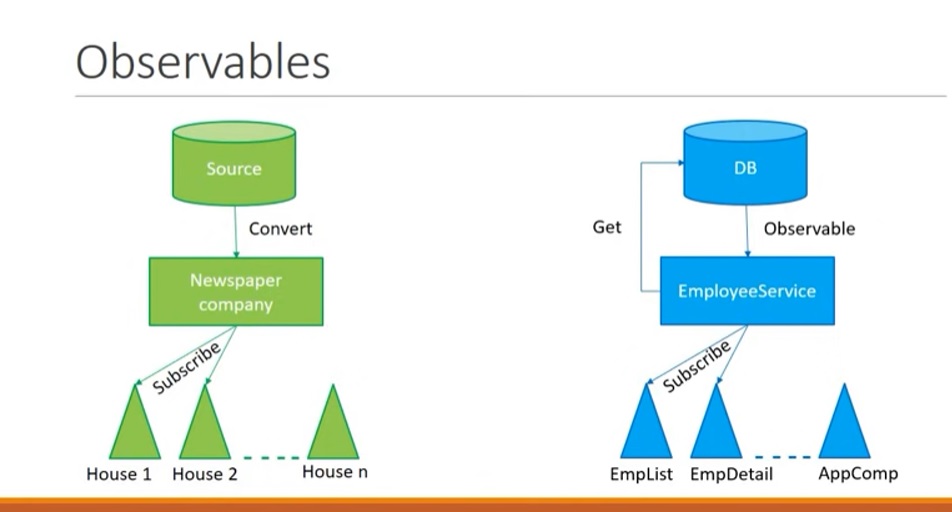 Observables
Source
Convert
Newspaper
company
Subscribe
House 1
House 2
House n
DB
Get
Observable
EmployeeService
Subscribe
EmpList
EmpDetail
AppComp